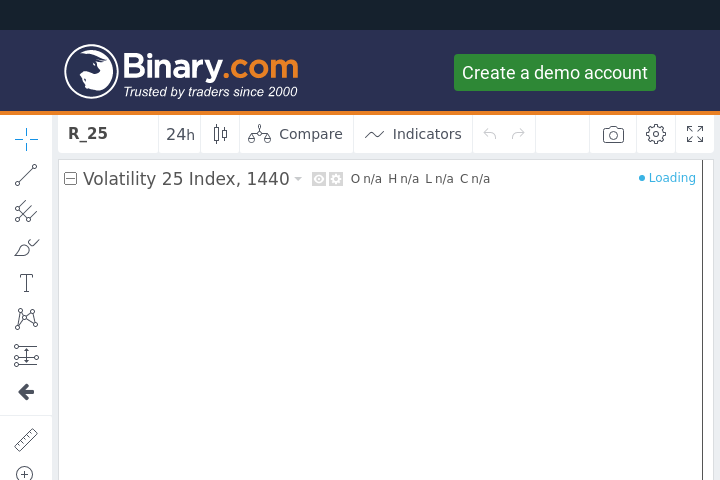 Binary.com
Trusted by traders since 2000
Create a demo account
R_25
24h
Compare
Indicators
Volatility 25 Index, 1440
O n/a H n/a L n/a C n/a
Loading
T